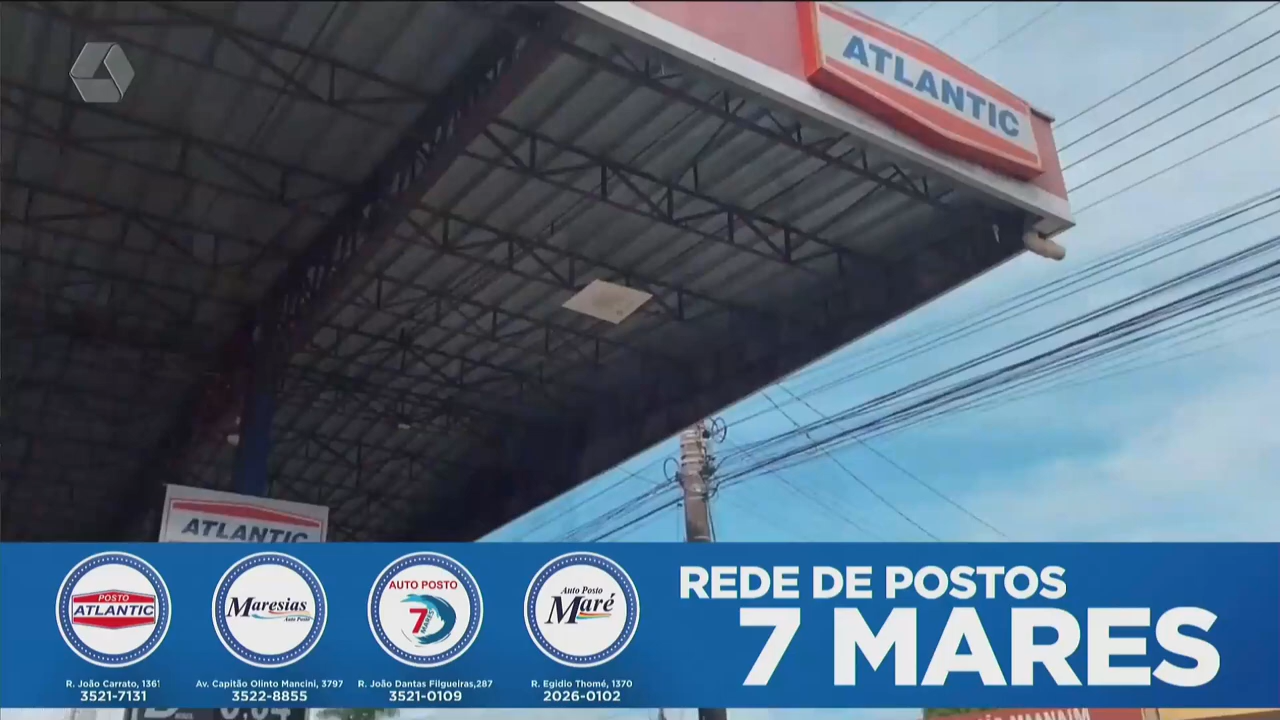 ATLANTIC
ATLANTIC
POSTO
ATLANTIC
R. João Carrato, 1361
3521-7131
Maresias
Auto Posto
Av. Capitão Olinto Mancini, 3797
3522-8855
AUTO POSTO
7
MARES
R. João Dantas Filgueiras,287
3521-0109
Auto Posto
Maré
R. Egidio Thomé, 1370
2026-0102
REDE DE POSTOS
7 MARES